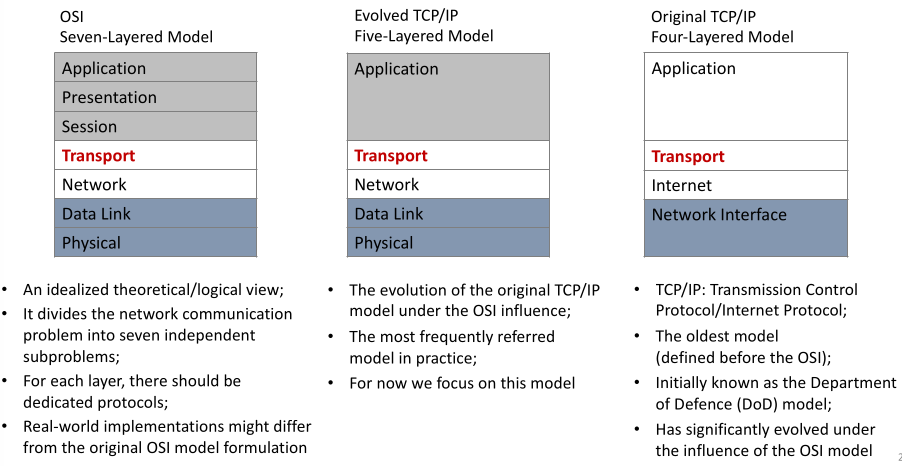 OSI
Seven-Layered Model
Application
Presentation
Session
Transport
Network
Data Link
Physical
• An idealized theoretical/logical view;
• It divides the network communication
problem into seven independent
subproblems;
• For each layer, there should be
dedicated protocols;
• Real-world implementations might differ
from the original OSI model formulation
Evolved TCP/IP
Five-Layered Model
Application
Transport
Network
Data Link
Physical
• The evolution of the original TCP/IP
model under the OSI influence;
• The most frequently referred
model in practice;
• For now we focus on this model
Original TCP/IP
Four-Layered Model
Application
Transport
Internet
Network Interface
• TCP/IP: Transmission Control
Protocol/Internet Protocol;
• The oldest model
(defined before the OSI);
• Initially known as the Department
of Defence (DoD) model;
• Has significantly evolved under
the influence of the OSI model